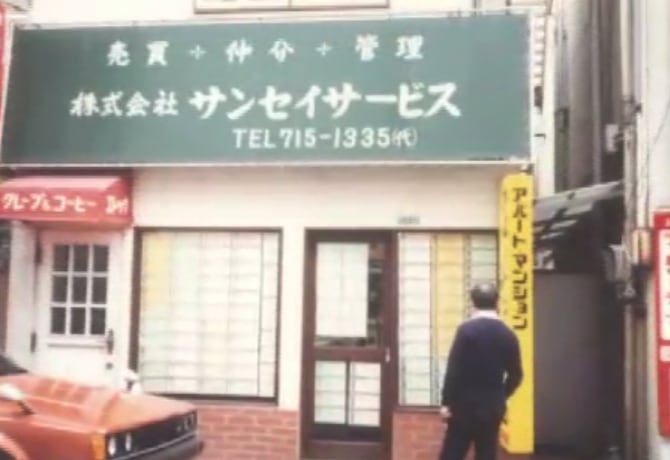 売買＋仲介＋管理
株式会社 サンセイサービス
TEL 715-1335(代)
クレープ&コーヒー
アパートマンション